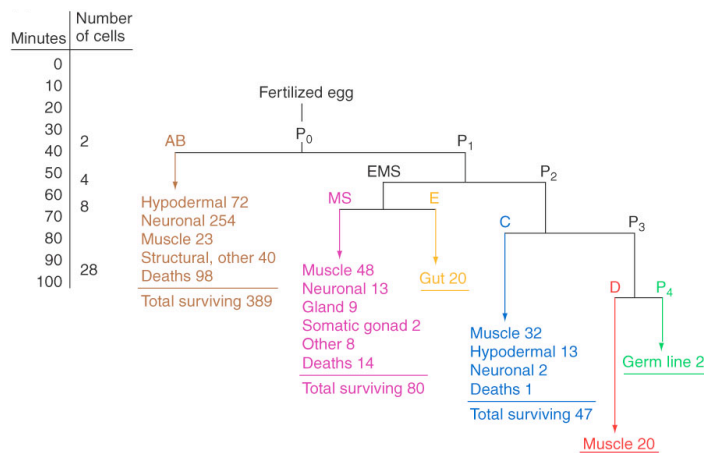 Minutes
Number
of cells
0
10
20
30
40
50
60
70
80
90
100
2
4
8
28
Fertilized egg
P0
AB
P1
EMS
P2
MS
E
C
P3
D
P4
Hypodermal 72
Neuronal 254
Muscle 23
Structural, other 40
Deaths 98
Total surviving 389
Muscle 48
Neuronal 13
Gland 9
Somatic gonad 2
Other 8
Deaths 14
Total surviving 80
Gut 20
Muscle 32
Hypodermal 13
Neuronal 2
Deaths 1
Total surviving 47
Germ line 2
Muscle 20